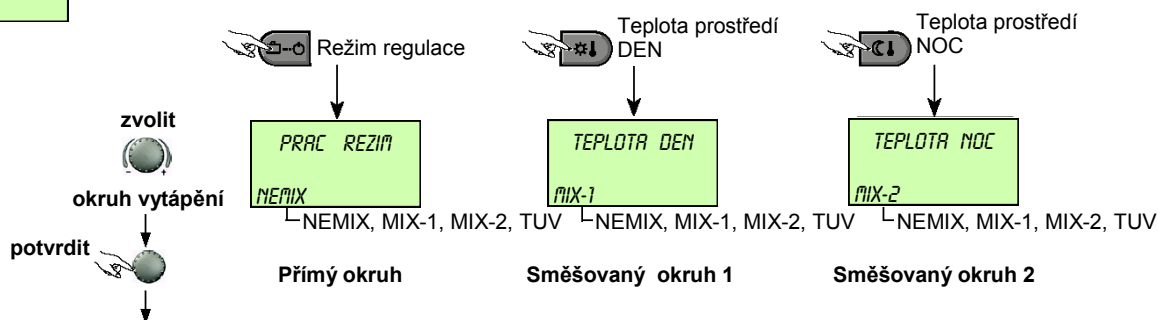 Režim regulace
Teplota prostředí
DEN
Teplota prostředí
NOC
zvolit
- +
okruh vytápění
potvrdit
PRAC REZIM
NEMIX
NEMIX, MIX-1, MIX-2, TUV
Přímý okruh
TEPLOTA DEN
MIX-1
NEMIX, MIX-1, MIX-2, TUV
Směšovaný okruh 1
TEPLOTA NOC
MIX-2
NEMIX, MIX-1, MIX-2, TUV
Směšovaný okruh 2